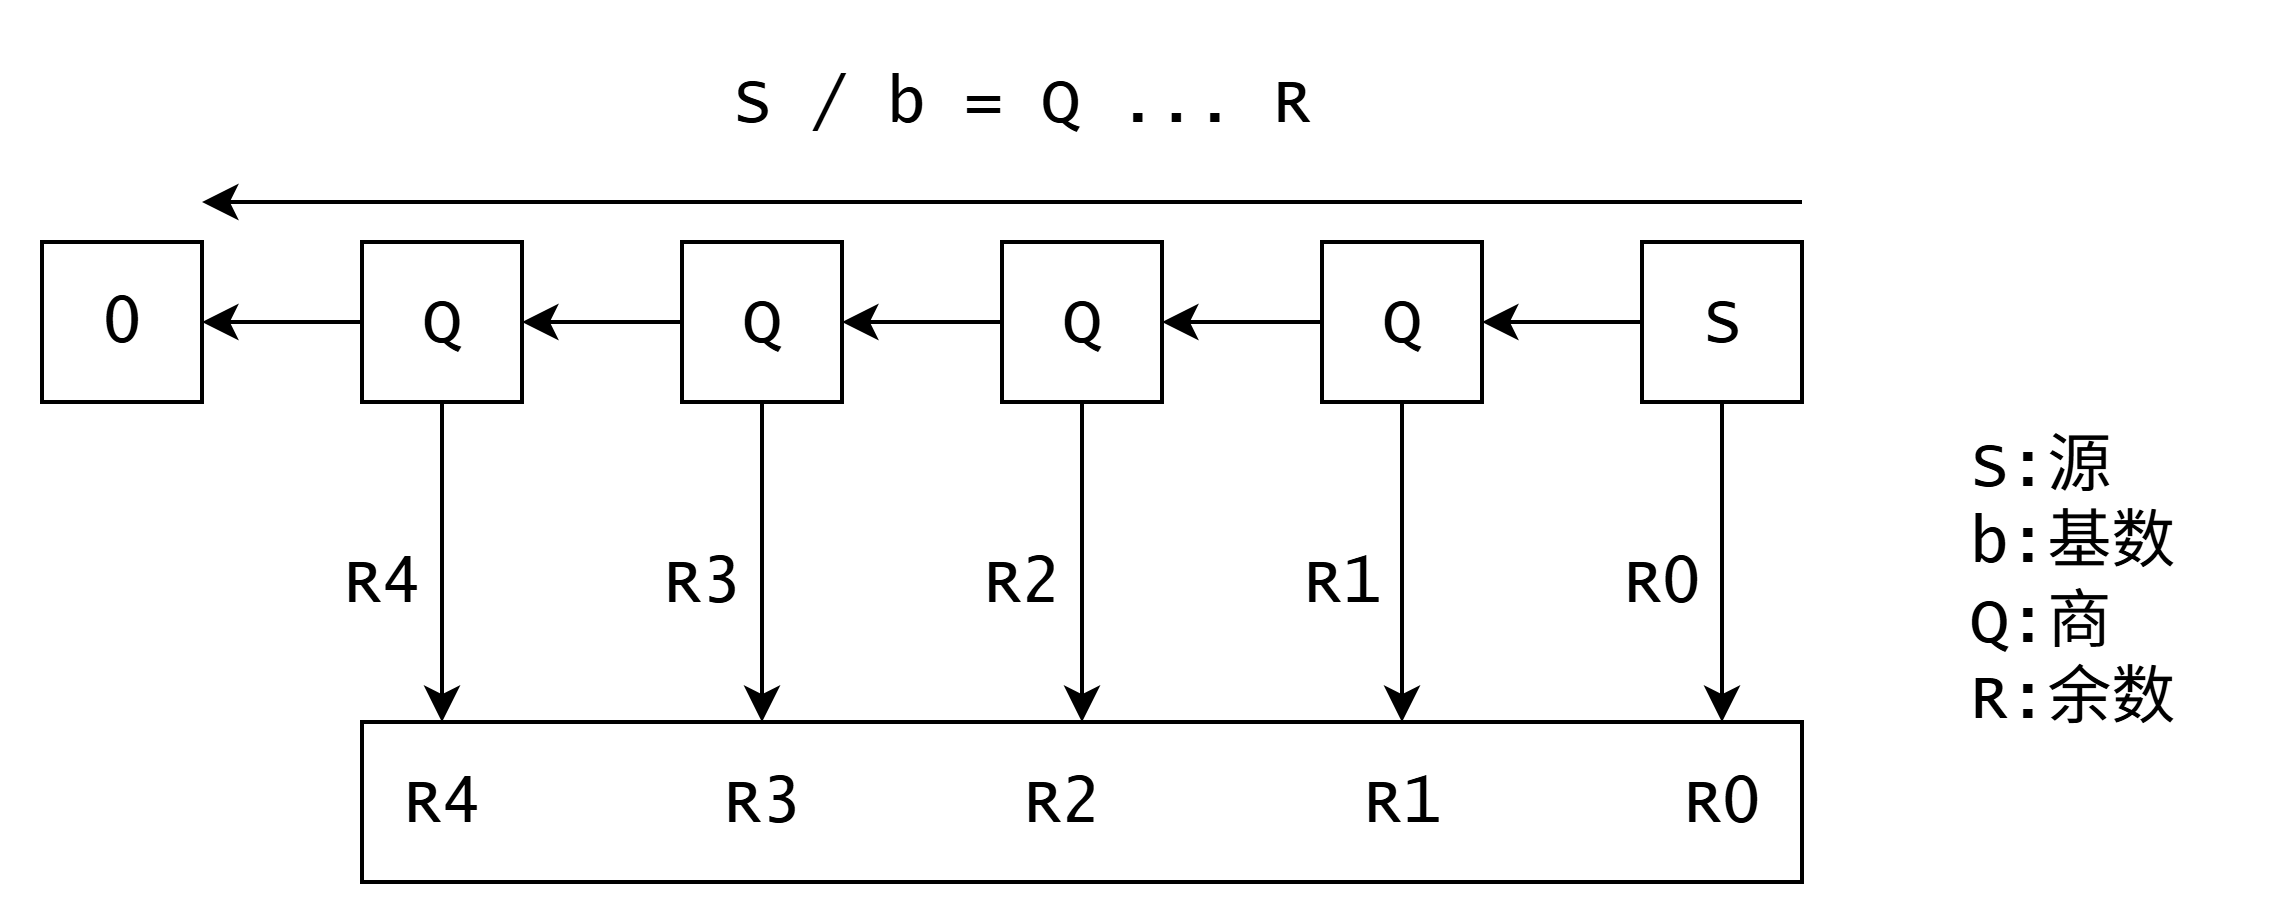 S / b = Q ... R
0 Q Q Q Q S
S:源
b:基数
Q:商
R:余数
R4 R3 R2 R1 R0
R4 R3 R2 R1 R0